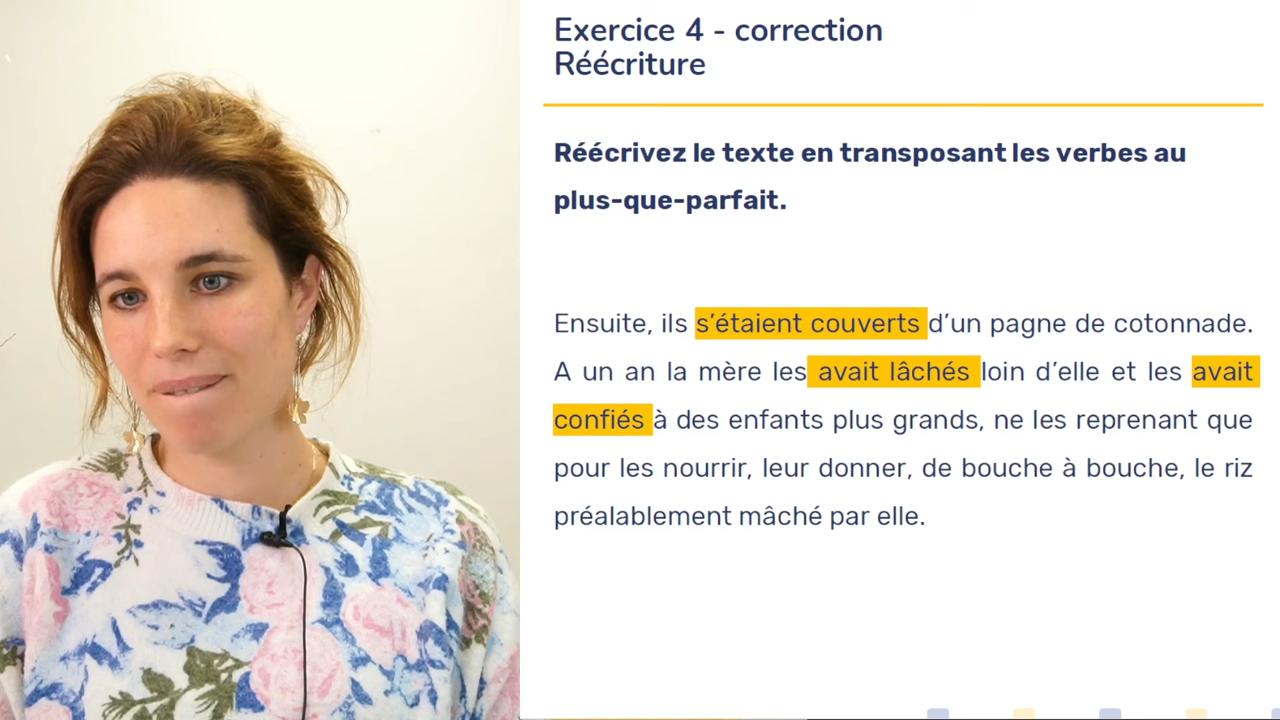 Exercice 4 - correction
Réécriture
Réécrivez le texte en transposant les verbes au
plus-que-parfait.
Ensuite, ils s’étaient couverts d’un pagne de cotonnade.
A un an la mère les avait lâchés loin d’elle et les avait
confiés à des enfants plus grands, ne les reprenant que
pour les nourrir, leur donner, de bouche à bouche, le riz
préalablement mâché par elle.